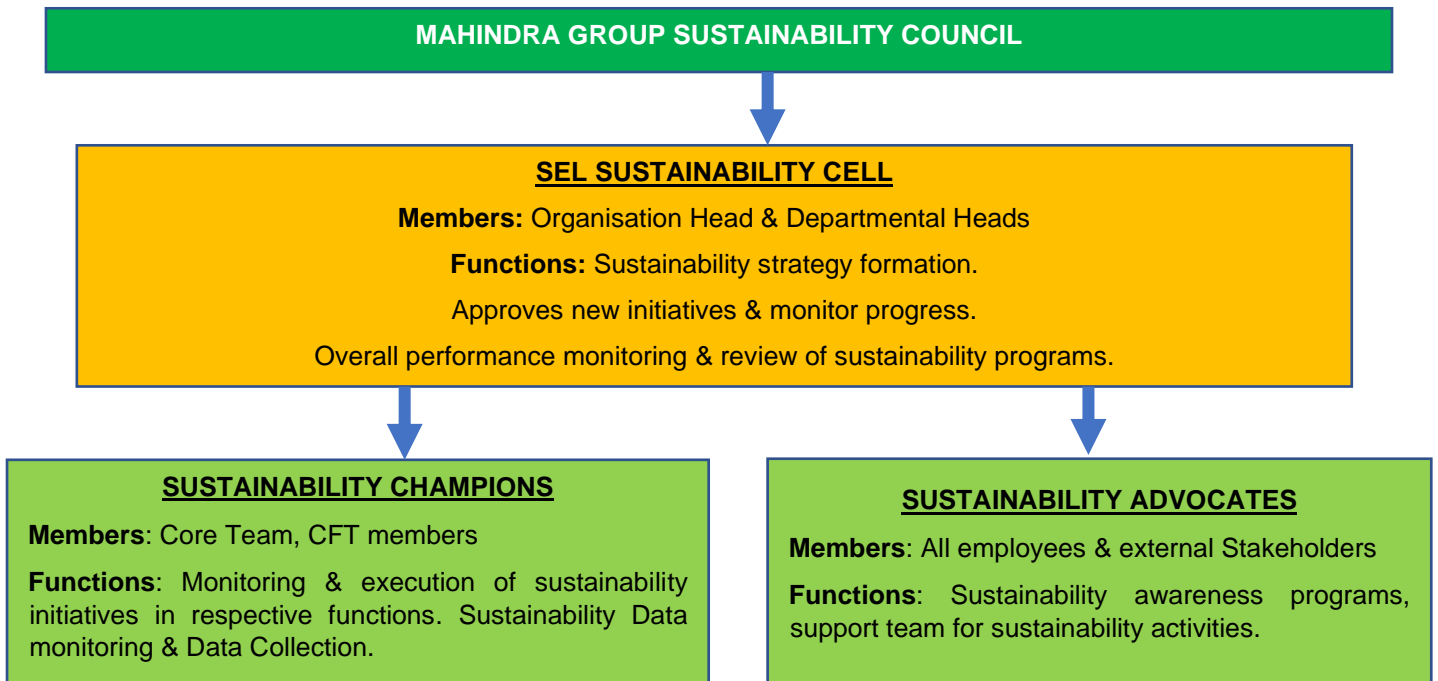 MAHINDRA GROUP SUSTAINABILITY COUNCIL
SEL SUSTAINABILITY CELL
Members: Organisation Head & Departmental Heads
Functions: Sustainability strategy formation.
Approves new initiatives & monitor progress.
Overall performance monitoring & review of sustainability programs.
SUSTAINABILITY CHAMPIONS
Members: Core Team, CFT members
Functions: Monitoring & execution of sustainability
initiatives in respective functions. Sustainability Data
monitoring & Data Collection.
SUSTAINABILITY ADVOCATES
Members: All employees & external Stakeholders
Functions: Sustainability awareness programs,
support team for sustainability activities.